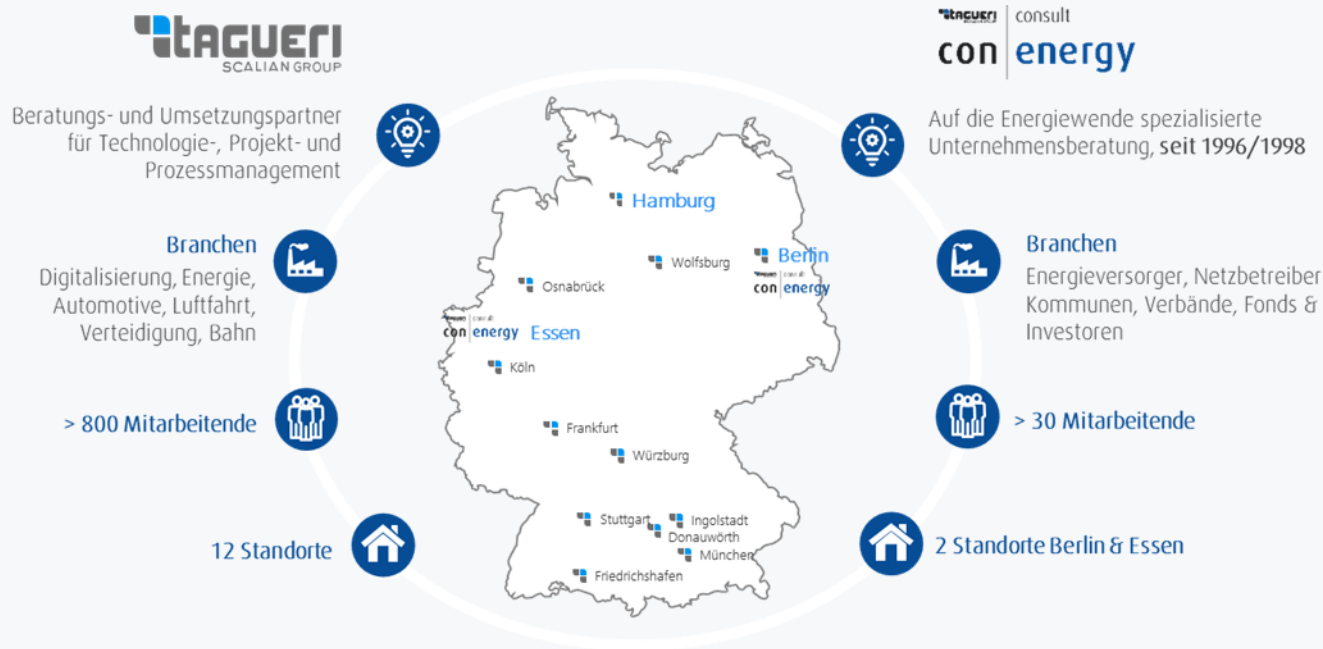 tAGUERI
SCALIAN GROUP
Beratungs- und Umsetzungspartner
für Technologie-, Projekt- und
Prozessmanagement
Branchen
Digitalisierung, Energie,
Automotive, Luftfahrt,
Verteidigung, Bahn
> 800 Mitarbeitende
12 Standorte
Hamburg
Wolfsburg
Berlin
con energy
Osnabrück
con energy
Essen
Köln
Frankfurt
Würzburg
Stuttgart
Ingolstadt
Donauwörth
München
Friedrichshafen
tAGUERI consult
con energy
Auf die Energiewende spezialisierte
Unternehmensberatung, seit 1996/1998
Branchen
Energieversorger, Netzbetreiber
Kommunen, Verbände, Fonds &
Investoren
> 30 Mitarbeitende
2 Standorte Berlin & Essen